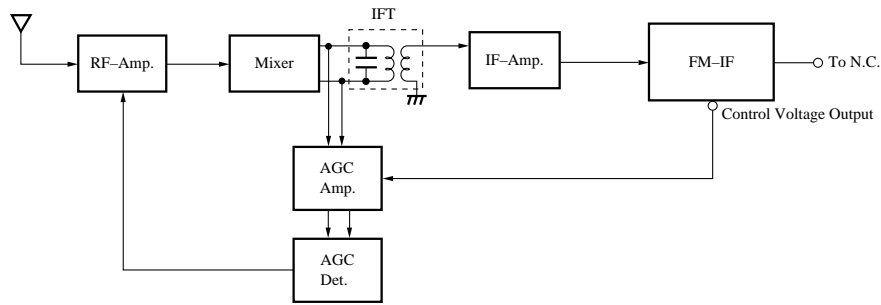 IFT
RF–Amp.
Mixer
IF–Amp.
FM–IF
To N.C.
Control Voltage Output
AGC
Amp.
AGC
Det.